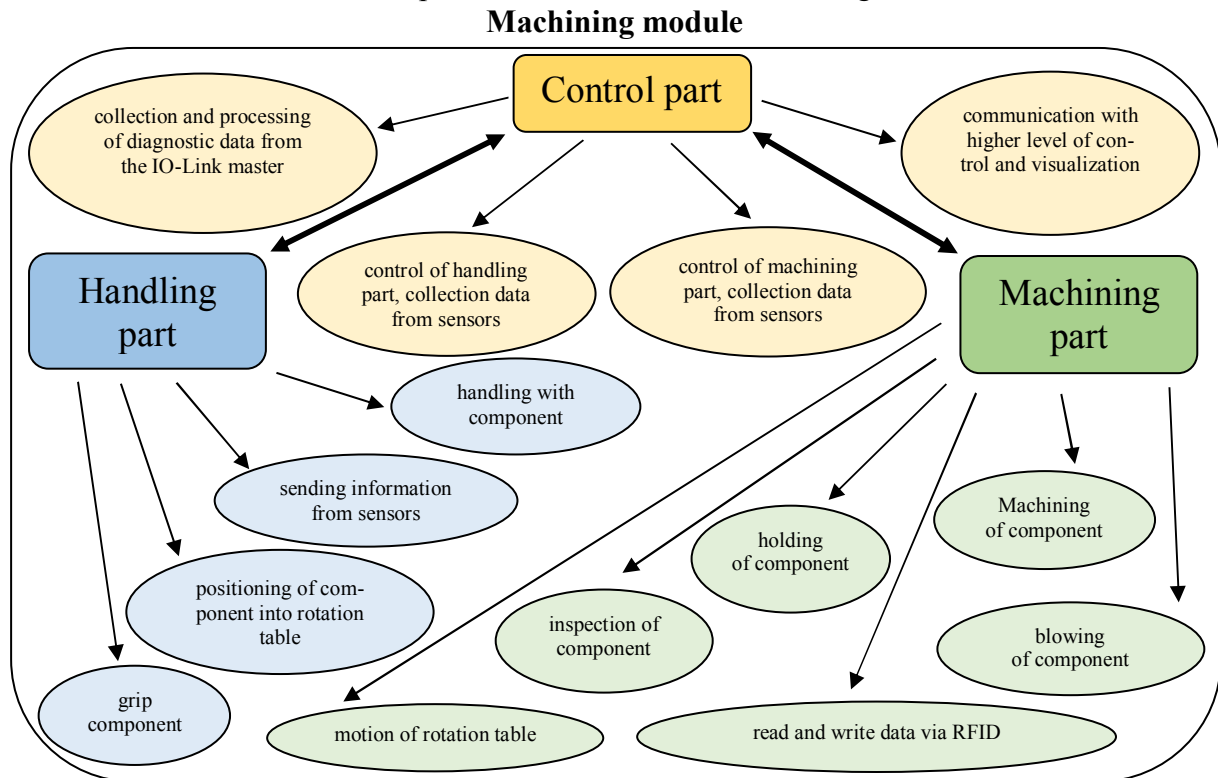 Machining module
Control part
collection and processing
of diagnostic data from
the IO-Link master
communication with
higher level of con-
trol and visualization
Handling
part
control of handling
part, collection data
from sensors
control of machining
part, collection data
from sensors
Machining
part
handling with
component
sending information
from sensors
Machining
of component
holding
of component
positioning of com-
ponent into rotation
table
inspection of
component
blowing
of component
grip
component
motion of rotation table
read and write data via RFID